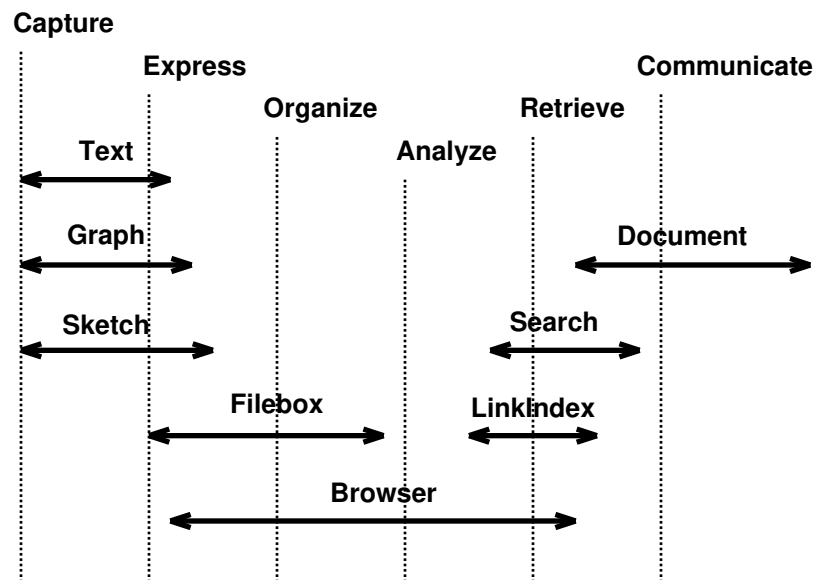 Capture
Express
Communicate
Organize
Retrieve
Text
Analyze
Graph
Document
Sketch
Search
Filebox
LinkIndex
Browser